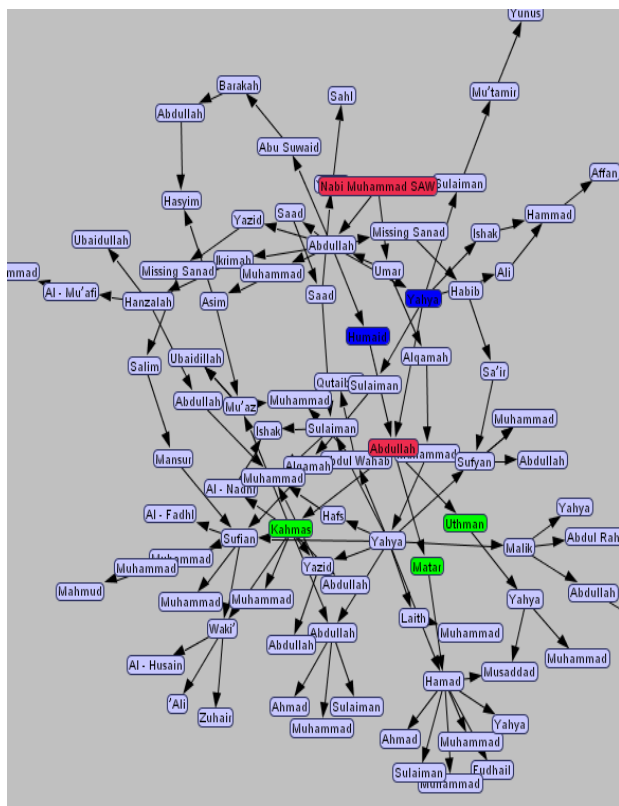 Yunus
Barakah
Mu'tamir
Sahl
Abdullah
Abu Suwaid
Affan
Nabi Muhammad SAW
Sulaiman
Hasyim
Saad
Hammad
Yazid
Missing Sanad
Ishak
Ubaidullah
Abdullah
Ikrimah
Missing Sanad
Muhammad
Umar
Ali
Yahya
Habib
Al - Mu'afi
Saad
Hanzalah
Asim
Humaid
Alqamah
Ubaidillah
Salim
Sa'ir
Sulaiman
Abdullah
Muhammad
Mu'az
Muhammad
Sulaiman
Ishak
Abdullah
Mansur
Sufyan
Abdullah
Alqamah
Muhammad
Al - Fadhl
Hafs
Uthman
Kahmas
Sufian
Yahya
Malik
Yahya
Abdul Rah
Muhammad
Muhammad
Yazid
Matar
Mahmud
Abdullah
Abdullah
Muhammad
Muhammad
Yahya
Laith
Waki'
Abdullah
Abdullah
Muhammad
Muhammad
Al - Husain
Musaddad
Hamad
'Ali
Zuhair
Ahmad
Sulaiman
Muhammad
Yahya
Ahmad
Muhammad
Sulaiman
Fudhail
Muhammad